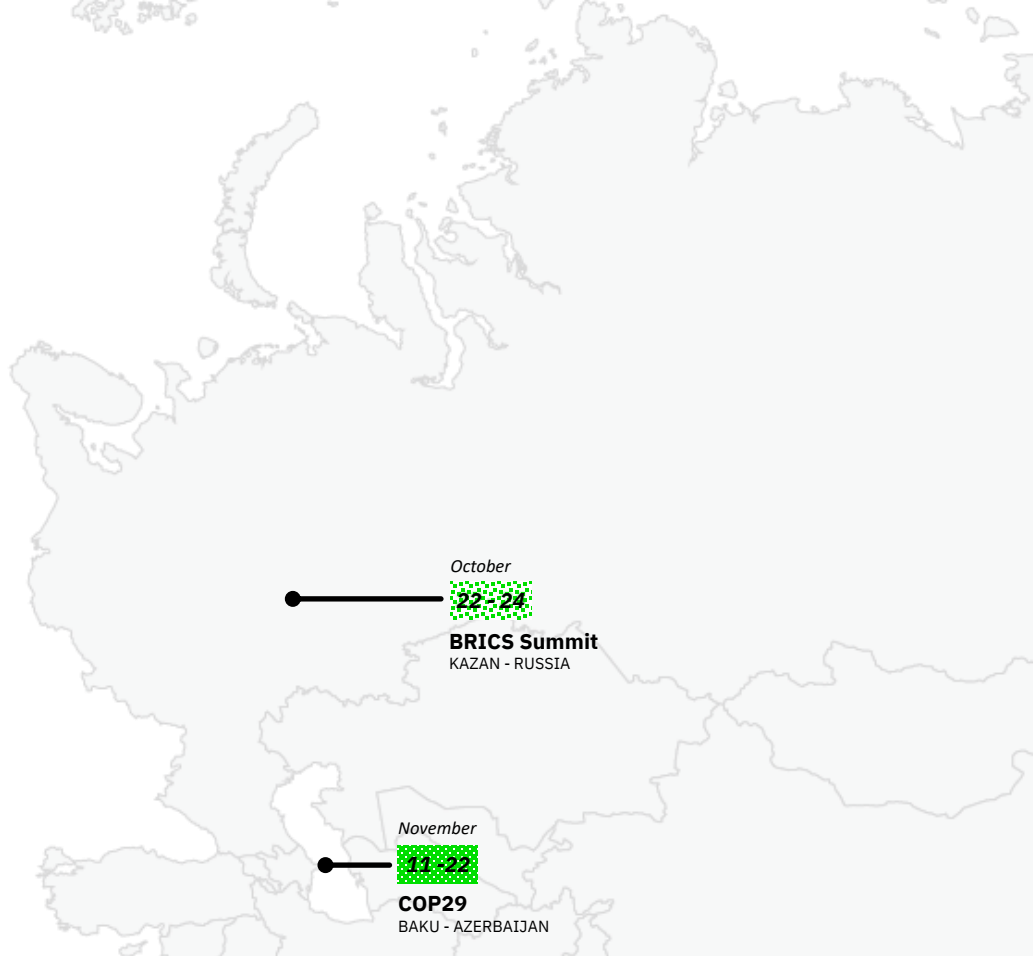 October
22 - 24
BRICS Summit
KAZAN - RUSSIA
November
11 -22
COP29
BAKU - AZERBAIJAN